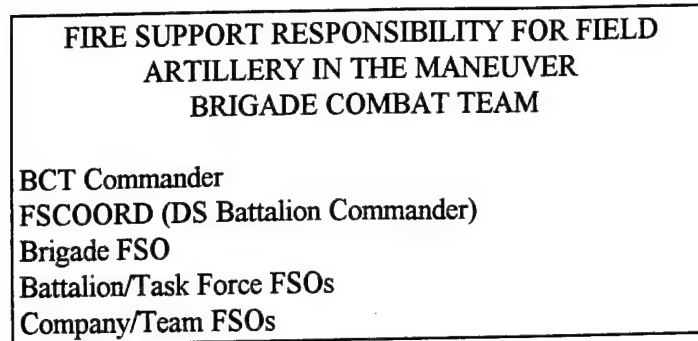 FIRE SUPPORT RESPONSIBILITY FOR FIELD
ARTILLERY IN THE MANEUVER
BRIGADE COMBAT TEAM
BCT Commander
FSCOORD (DS Battalion Commander)
Brigade FSO
Battalion/Task Force FSOs
Company/Team FSOs